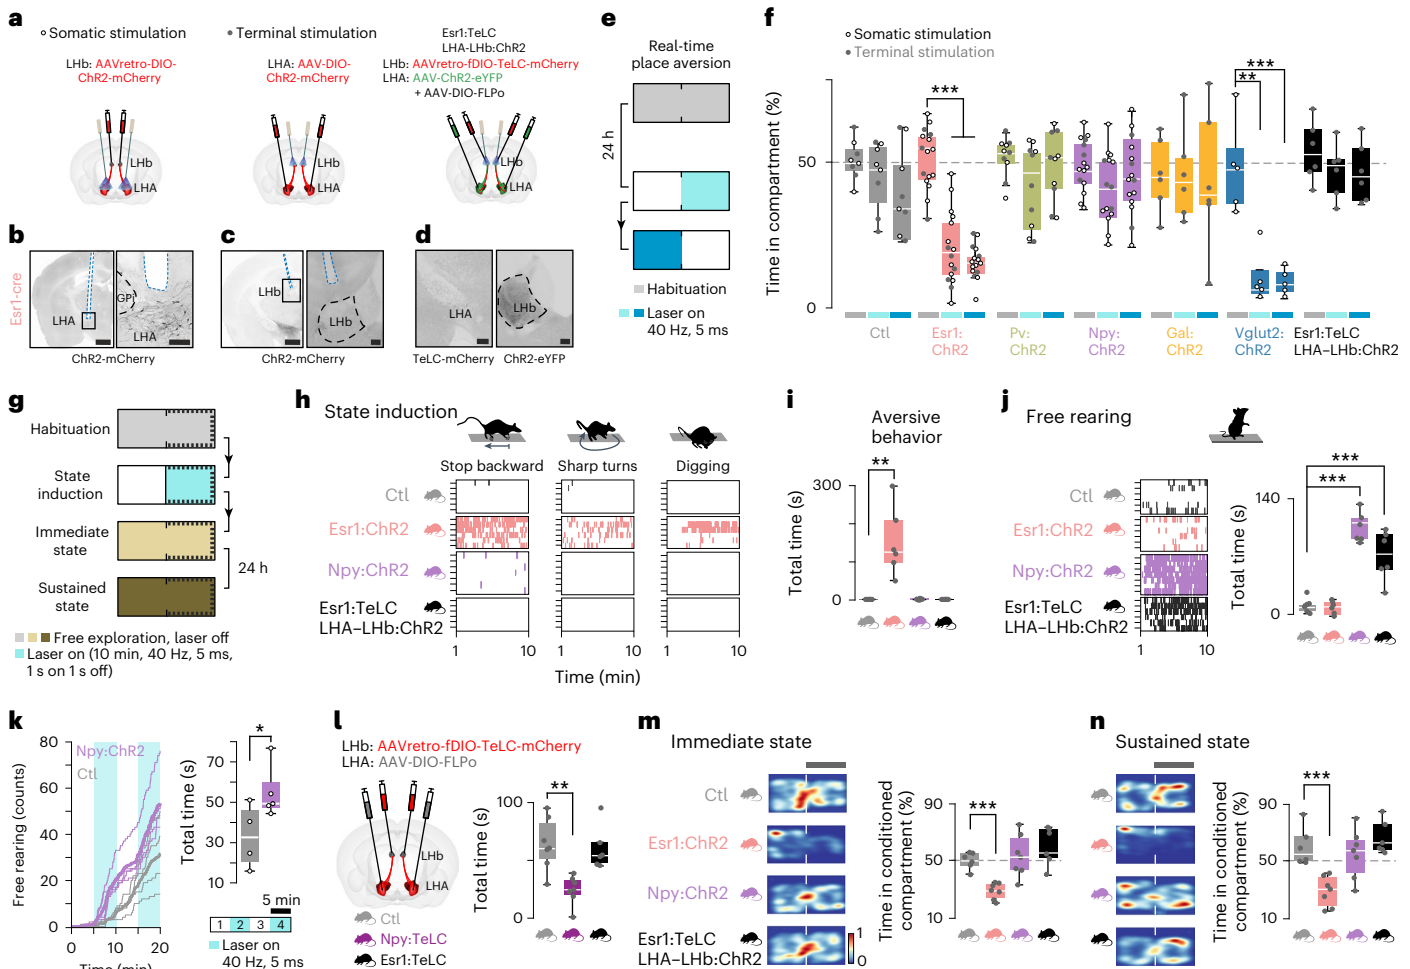 a
Somatic stimulation
LHb: AAVretro-DIO-
ChR2-mCherry
LHb
LHA
Terminal stimulation
LHA: AAV-DIO-
ChR2-mCherry
LHb
LHA
Esr1:TeLC
LHA-LHb:ChR2
LHb: AAVretro-fDIO-TeLC-mCherry
LHA: AAV-ChR2-eYFP
+ AAV-DIO-FLPo
LHb
LHA
b
Esr1-cre
LHA
GPi
LHA
ChR2-mCherry
c
LHb
LHb
ChR2-mCherry
d
LHA
LHb
TeLC-mCherry
ChR2-eYFP
e
Real-time
place aversion
24 h
Habituation
Laser on
40 Hz, 5 ms
f
Somatic stimulation
Terminal stimulation
Time in compartment (%)
50
0
***
**
***
Ctl
Esr1:
ChR2
Pv:
ChR2
Npy:
ChR2
Gal:
ChR2
Vglut2:
ChR2
Esr1:TeLC
LHA–LHb:ChR2
g
Habituation
State
induction
Immediate
state
Sustained
state
24 h
Free exploration, laser off
Laser on (10 min, 40 Hz, 5 ms,
1 s on 1 s off)
h
State induction
Stop backward
Sharp turns
Digging
Ctl
Esr1:ChR2
Npy:ChR2
Esr1:TeLC
LHA–LHb:ChR2
1 10 1 10 1 10
Time (min)
i
Aversive
behavior
**
300
0
Total time (s)
j
Free rearing
Ctl
Esr1:ChR2
Npy:ChR2
Esr1:TeLC
LHA–LHb:ChR2
1 10
***
***
140
0
Total time (s)
k
Free rearing (counts)
80
60
40
20
0
Npy:ChR2
Ctl
0 10 20
Time (min)
*
Total time (s)
70
50
30
10
5 min
1 2 3 4
Laser on
40 Hz, 5 ms
l
LHb: AAVretro-fDIO-TeLC-mCherry
LHA: AAV-DIO-FLPo
LHb
LHA
Ctl
Npy:TeLC
Esr1:TeLC
**
100
0
Total time (s)
m
Immediate state
Ctl
Esr1:ChR2
Npy:ChR2
Esr1:TeLC
LHA–LHb:ChR2
1
0
***
90
50
10
Time in conditioned
compartment (%)
n
Sustained state
***
90
50
10
Time in conditioned
compartment (%)